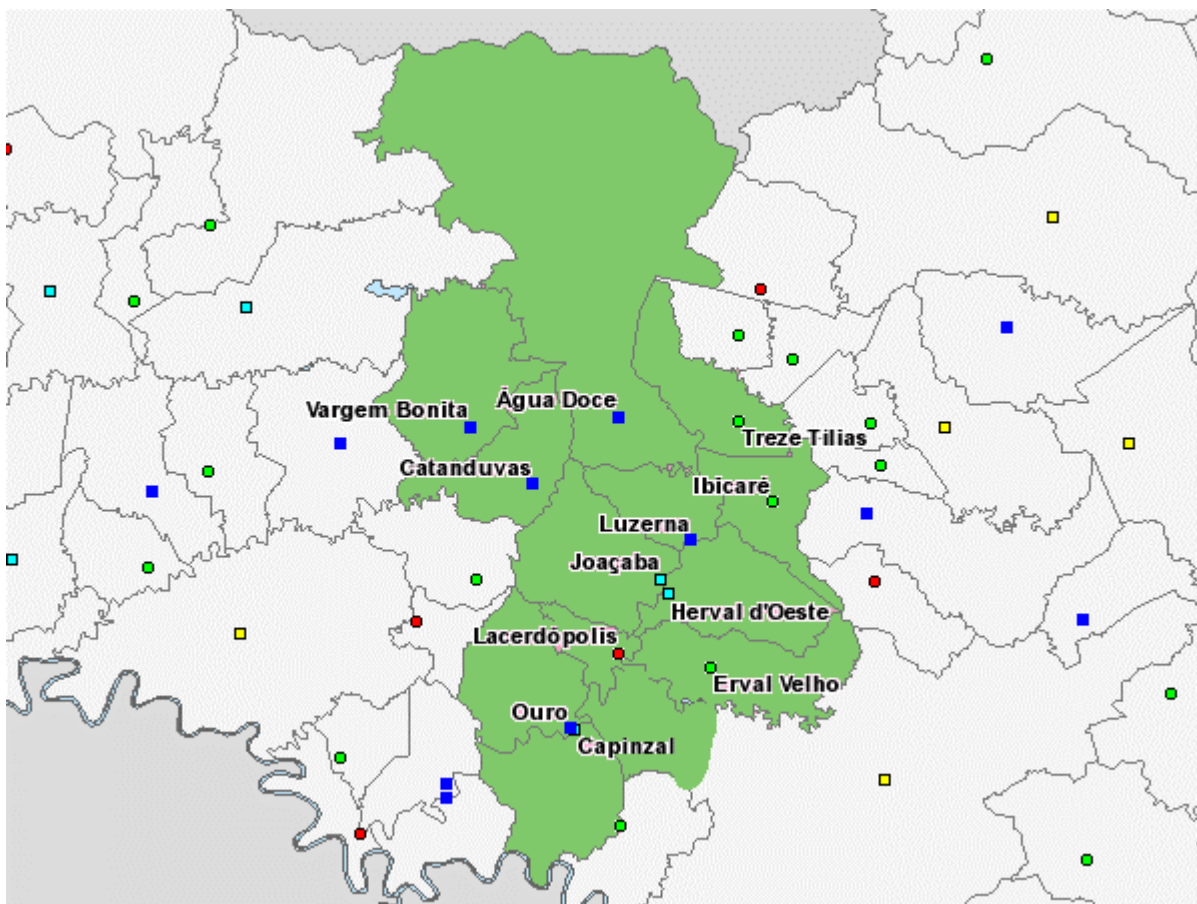 Água Doce
Vargem Bonita
Treze Tílias
Catanduvas
Ibicaré
Luzerna
Joaçaba
Herval d'Oeste
Lacerdópolis
Erval Velho
Ouro
Capinzal